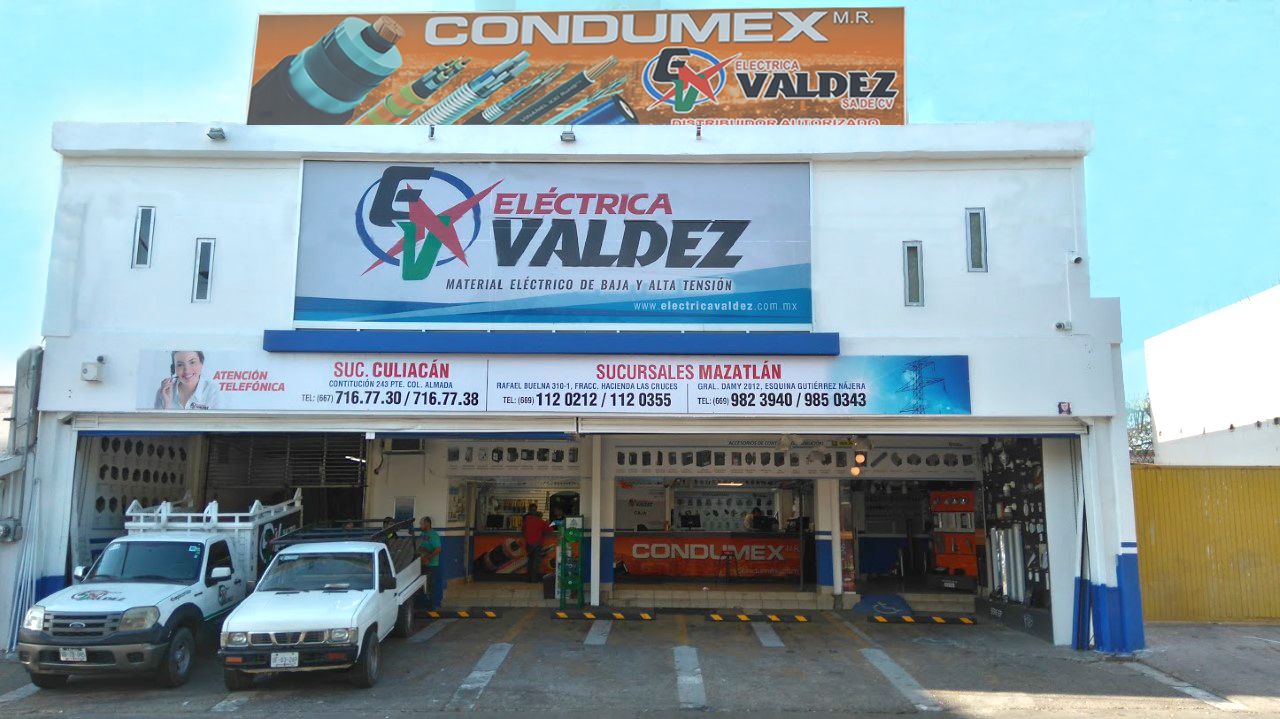 CONDUMEX M.R.
EV ELECTRICA
VALDEZ
SA DE CV
DISTRIBUIDOR AUTORIZADO
EV ELÉCTRICA
VALDEZ
MATERIAL ELÉCTRICO DE BAJA Y ALTA TENSIÓN
www.electricavaldez.com.mx
ATENCIÓN
TELEFÓNICA
SUC. CULIACÁN
CONTITUCIÓN 243 PTE. COL. ALMADA
TEL: (667) 716.77.30 / 716.77.38
SUCURSALES MAZATLÁN
RAFAEL BUELNA 310-1, FRACC. HACIENDA LAS CRUCES
TEL: (669) 112 0212 / 112 0355
GRAL. DAMY 2012, ESQUINA GUTIÉRREZ NÁJERA
TEL: (669) 982 3940 / 985 0343
CAJA
CONDUMEX M.R.